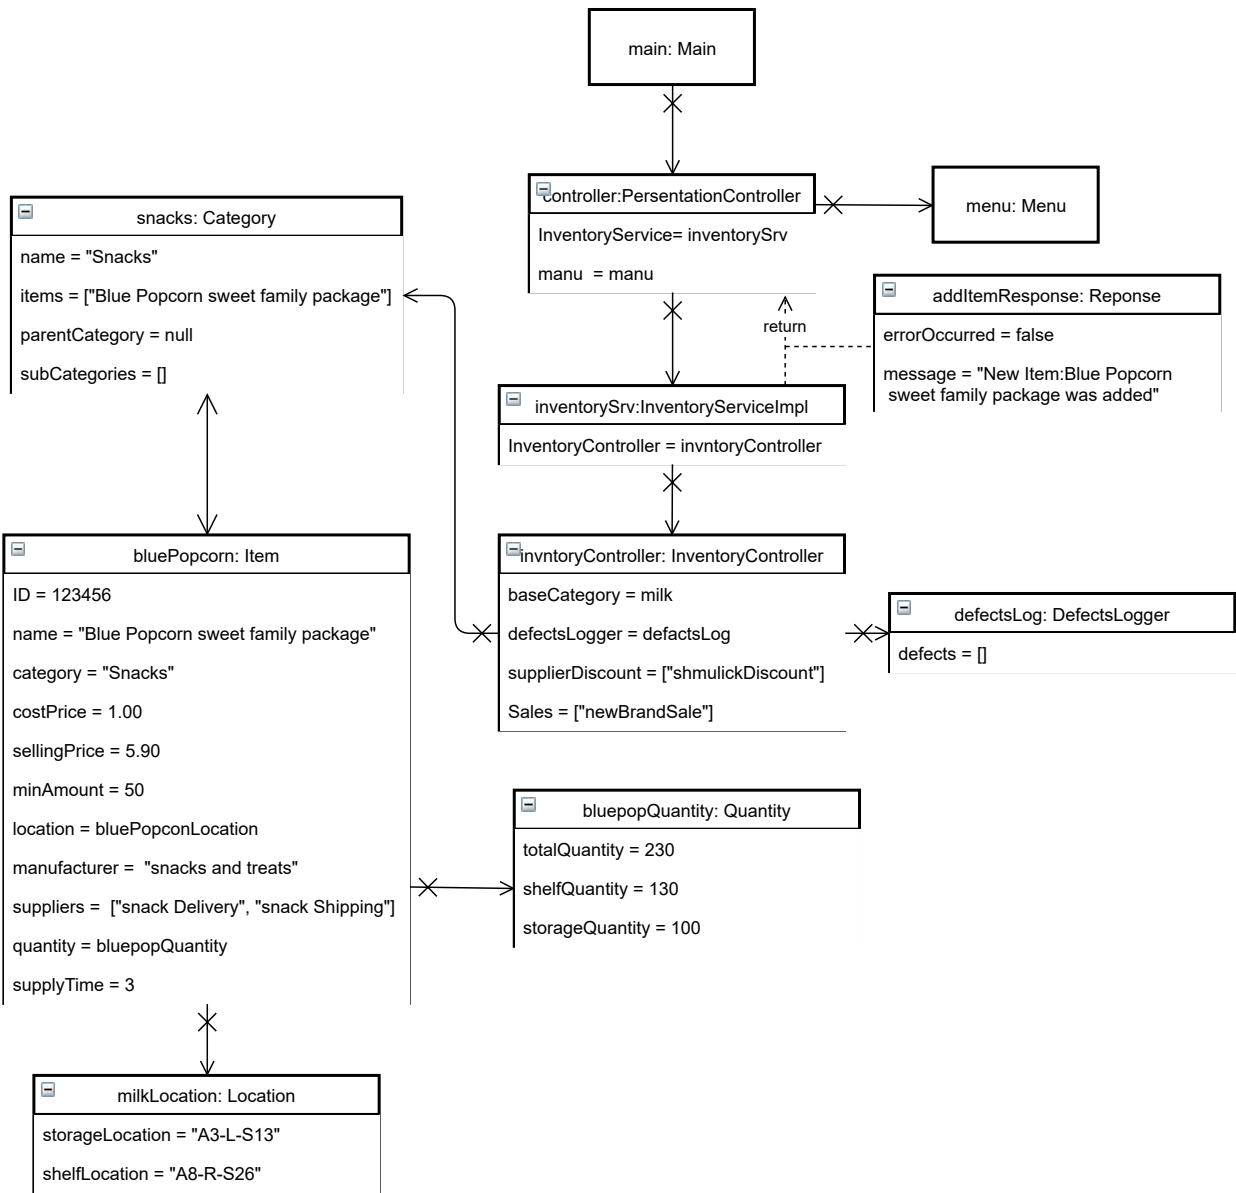 main: Main
controller:PersentationController
InventoryService= inventorySrv
manu  = manu
menu: Menu
snacks: Category
name = "Snacks"
items = ["Blue Popcorn sweet family package"]
parentCategory = null
subCategories = []
addItemResponse: Reponse
errorOccurred = false
message = "New Item:Blue Popcorn
sweet family package was added"
return
inventorySrv:InventoryServiceImpl
InventoryController = invntoryController
bluePopcorn: Item
ID = 123456
name = "Blue Popcorn sweet family package"
category = "Snacks"
costPrice = 1.00
sellingPrice = 5.90
minAmount = 50
location = bluePopconLocation
manufacturer =  "snacks and treats"
suppliers =  ["snack Delivery", "snack Shipping"]
quantity = bluepopQuantity
supplyTime = 3
invntoryController: InventoryController
baseCategory = milk
defectsLogger = defactsLog
supplierDiscount = ["shmulickDiscount"]
Sales = ["newBrandSale"]
defectsLog: DefectsLogger
defects = []
bluepopQuantity: Quantity
totalQuantity = 230
shelfQuantity = 130
storageQuantity = 100
milkLocation: Location
storageLocation = "A3-L-S13"
shelfLocation = "A8-R-S26"